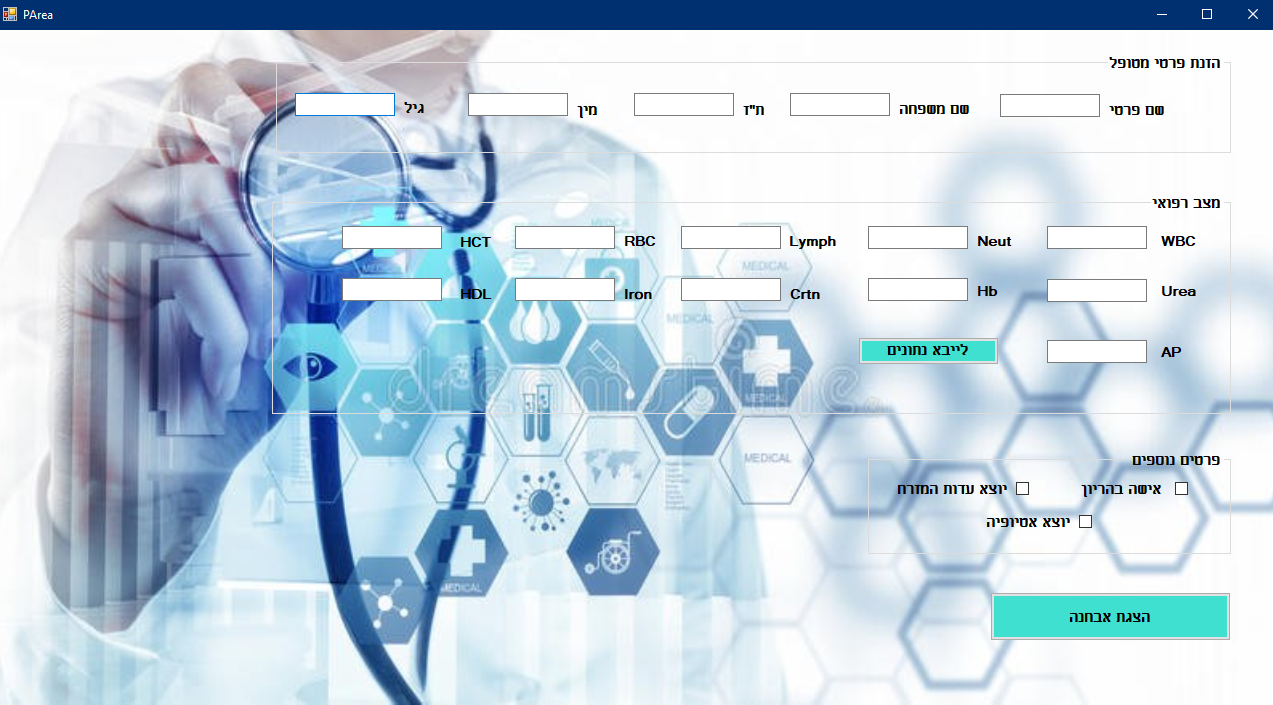 PArea
הזנת פרטי מטופל
שם פרטי
שם משפחה
ת"ז
מין
גיל
מצב רפואי
WBC
Neut
Lymph
RBC
HCT
Urea
Hb
Crtn
Iron
HDL
AP
לייבא נתונים
פרטים נוספים
אישה בהריון
יוצא עדות המזרח
יוצא אטיופיה
הצגת אבחנה
MEDICAL
MEDICAL
MEDICAL
MEDICAL
MEDICAL
MEDICAL
MEDICAL
dreamstime